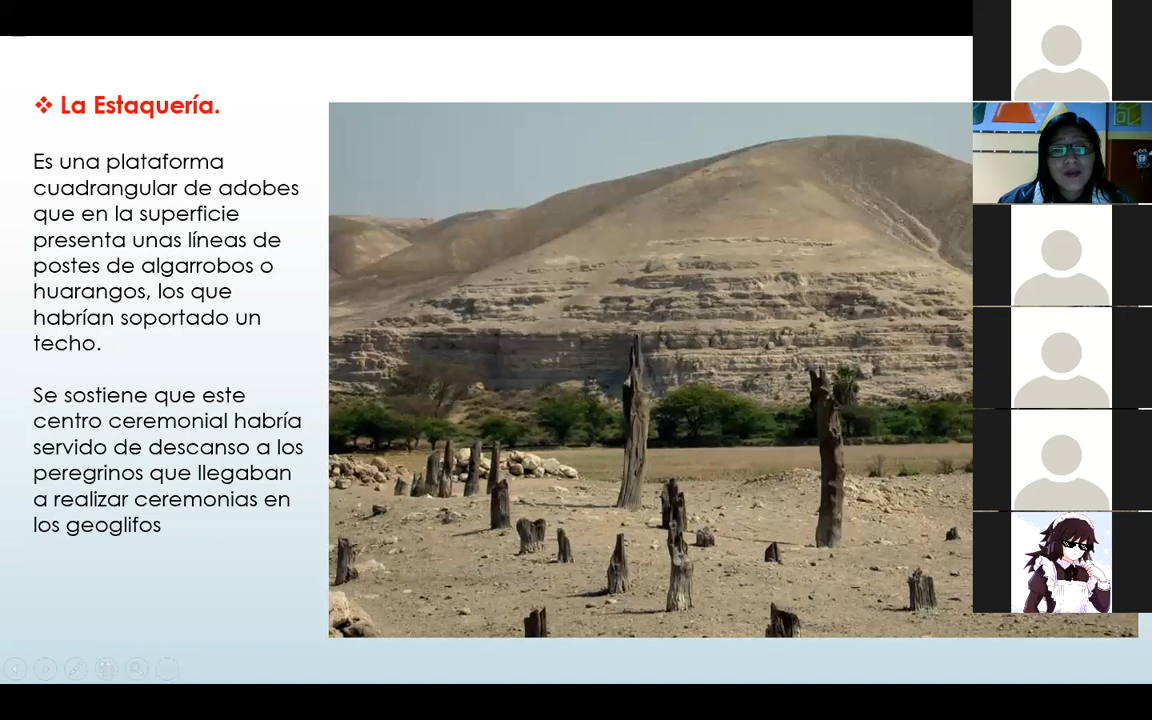 ❖ La Estaquería.
Es una plataforma
cuadrangular de adobes
que en la superficie
presenta unas líneas de
postes de algarrobos o
huarangos, los que
habrían soportado un
techo.
Se sostiene que este
centro ceremonial habría
servido de descanso a los
peregrinos que llegaban
a realizar ceremonias en
los geoglifos